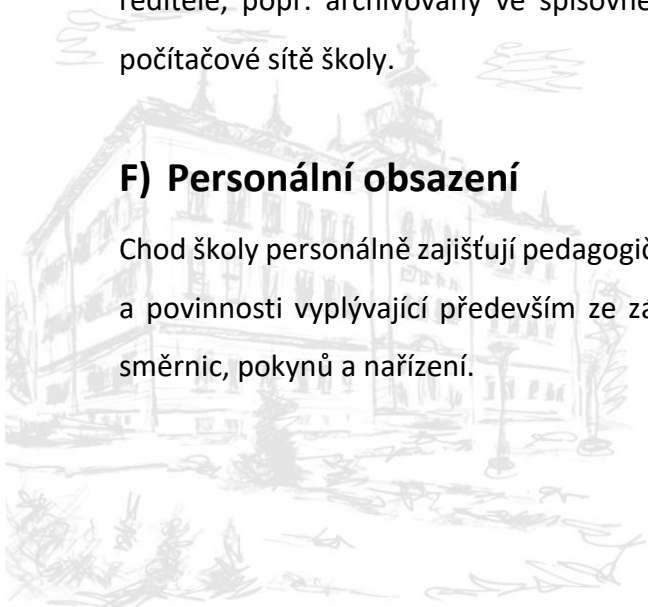 ředitele, popř. archivovány ve spisovně
počítačové sítě školy.
F) Personální obsazení
Chod školy personálně zajišťují pedagogič
a povinnosti vyplývající především ze zá
směrnic, pokynů a nařízení.